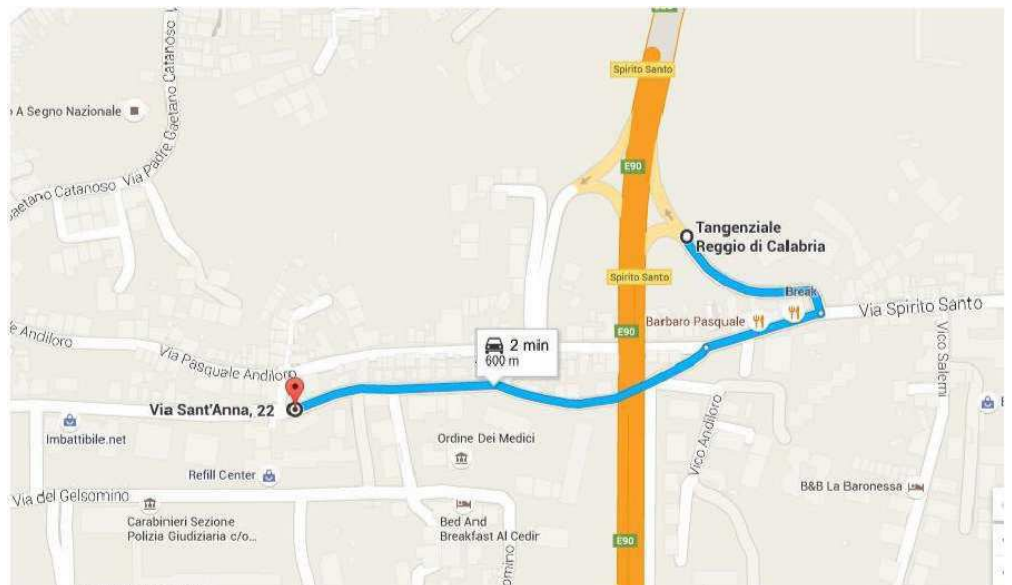 Spirito Santo
A Segno Nazionale
Via Padre Gaetano Catanoso
Gaetano Catanoso
E90
Tangenziale
Reggio di Calabria
Spirito Santo
Break
Via Spirito Santo
Barbaro Pasquale
E90
2 min
600 m
Andiloro
Via Pasquale Andiloro
Vico Salemi
Via Sant'Anna, 22
Imbattibile.net
Ordine Dei Medici
Vico Andiloro
Refill Center
B&B La Baronessa
Via del Gelsomino
Carabinieri Sezione
Polizia Giudiziaria c/o...
Bed And
Breakfast Al Cedir
E90